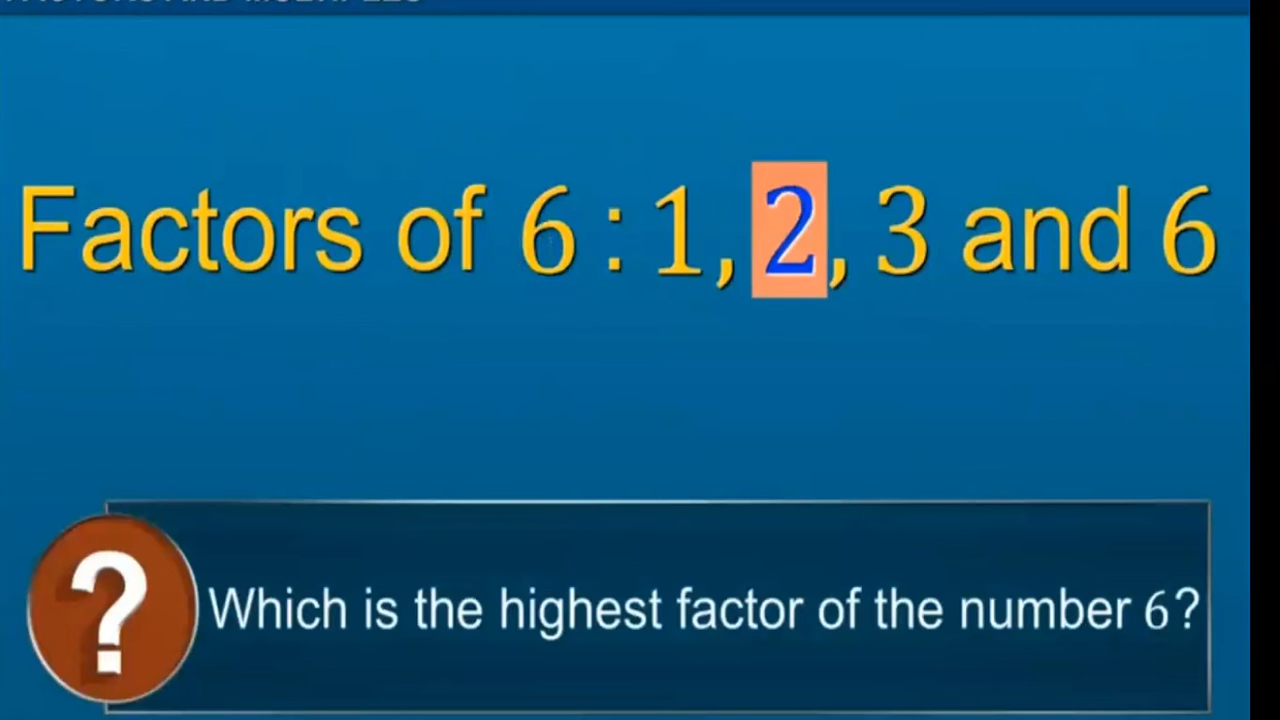 Factors of 6 : 1, 2, 3 and 6
? Which is the highest factor of the number 6?